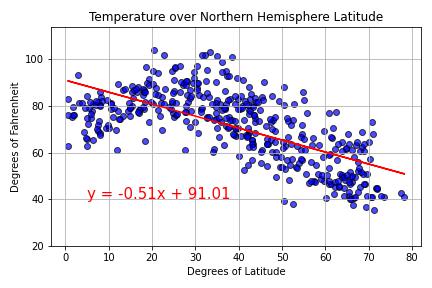 Temperature over Northern Hemisphere Latitude
Degrees of Fahrenheit
100
80
60
40
20
y = -0.51x + 91.01
0 10 20 30 40 50 60 70 80
Degrees of Latitude